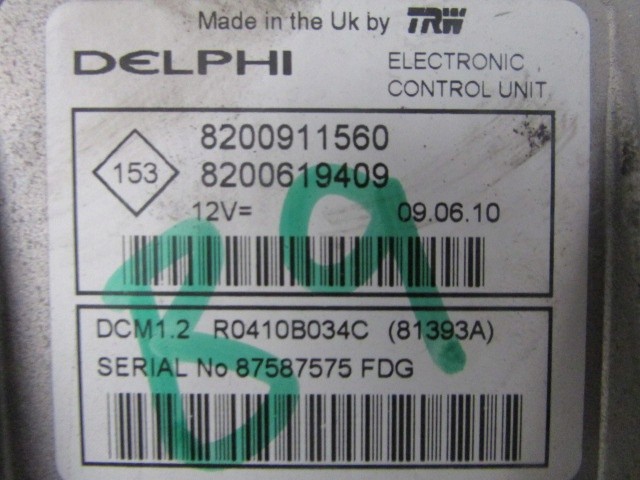 Made in the Uk by TRW
DELPHI
ELECTRONIC
CONTROL UNIT
8200911560
153
8200619409
12V= 09.06.10
DCM1.2 R0410B034C (81393A)
SERIAL No 87587575 FDG
B9